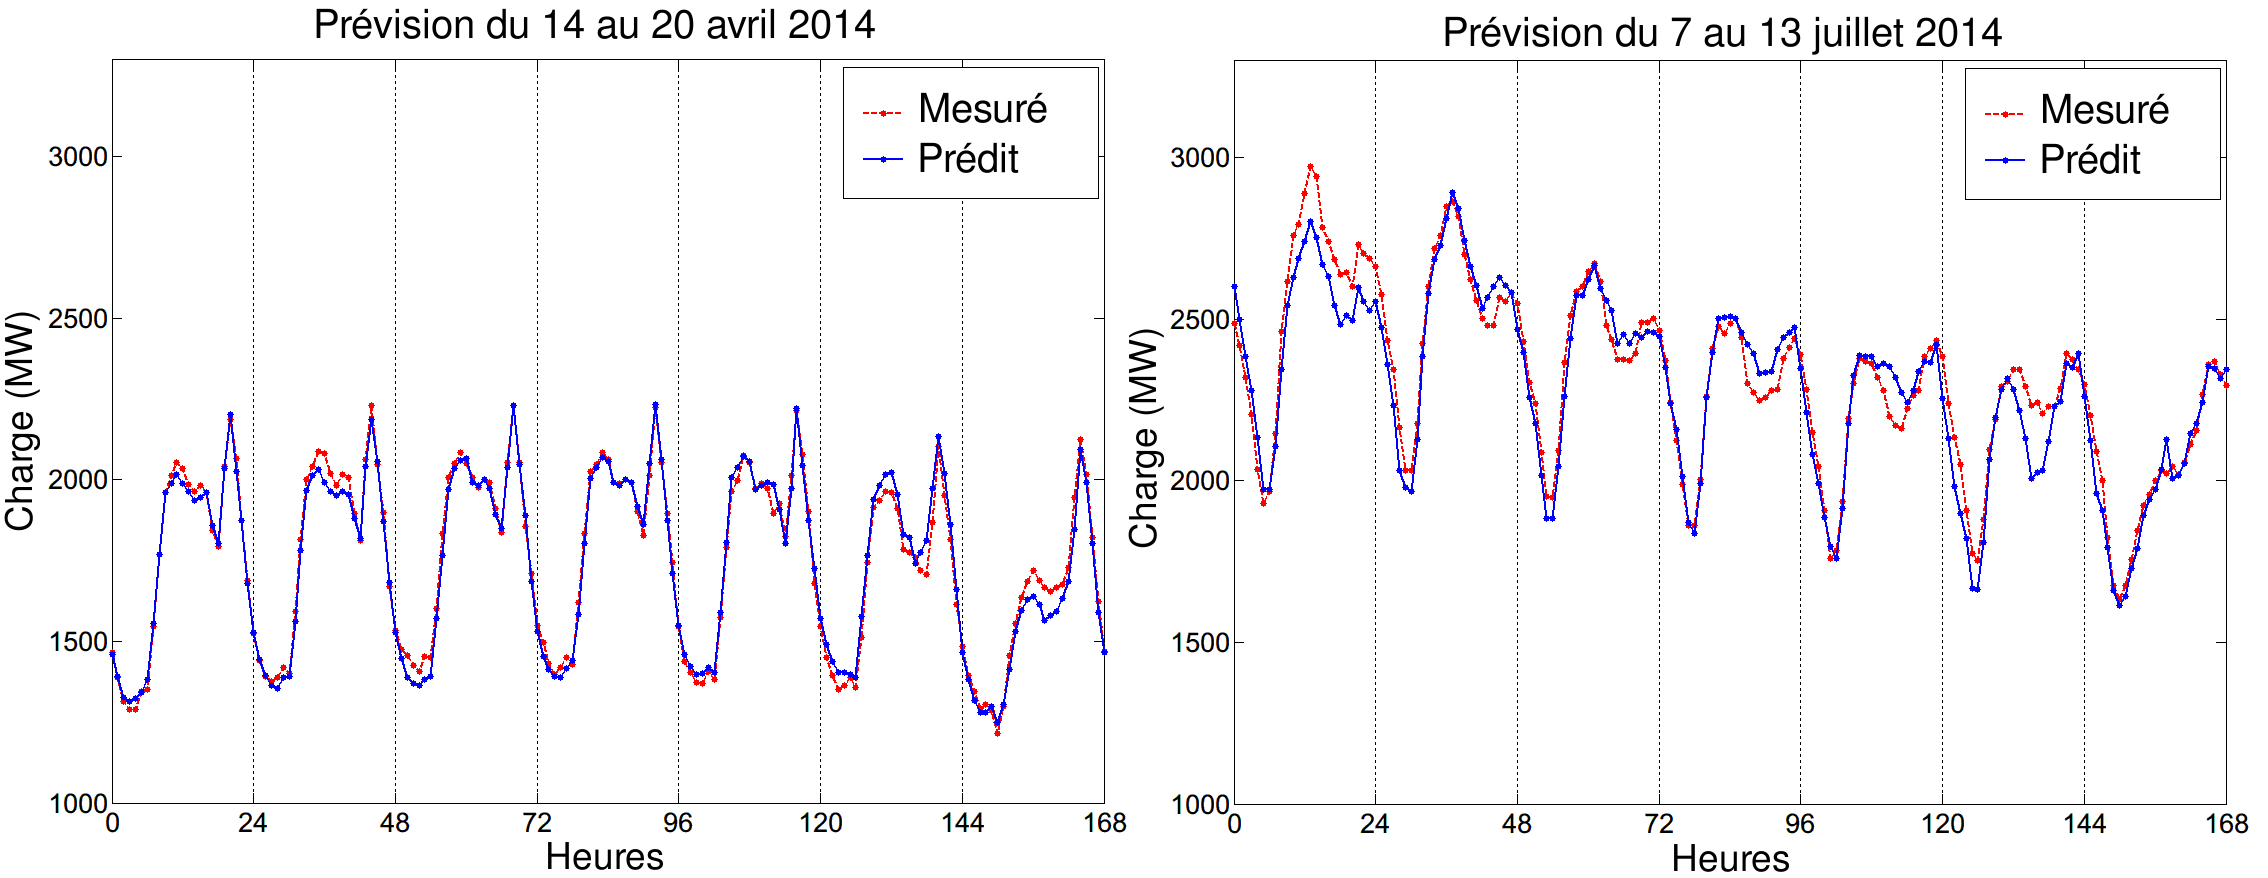 Prévision du 14 au 20 avril 2014
Mesuré
Prédit
3000
2500
2000
1500
1000
Charge (MW)
0 24 48 72 96 120 144 168
Heures
Prévision du 7 au 13 juillet 2014
Mesuré
Prédit
3000
2500
2000
1500
1000
Charge (MW)
0 24 48 72 96 120 144 168
Heures